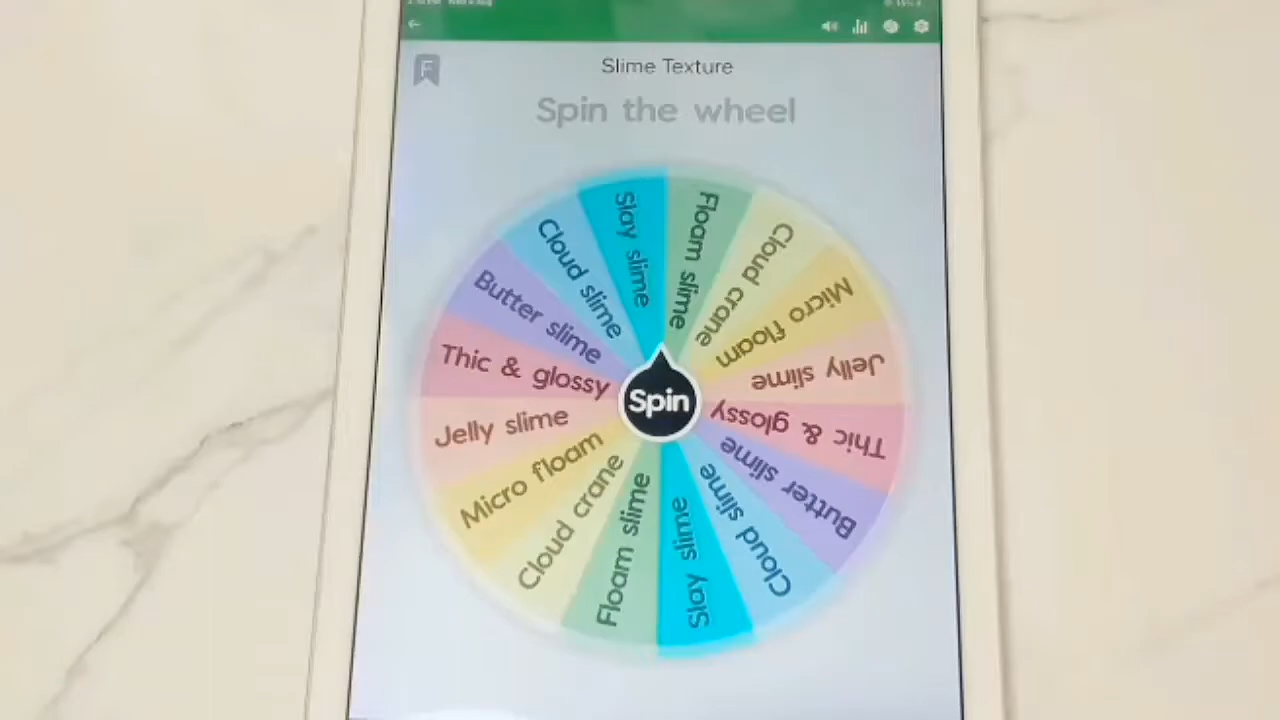 F
Slime Texture
Spin the wheel
Slay slime
Floam slime
Cloud crane
Micro floam
Jelly slime
Thic & glossy
Butter slime
Cloud slime
Slay slime
Floam slime
Cloud crane
Micro floam
Jelly slime
Thic & glossy
Butter slime
Cloud slime
Spin